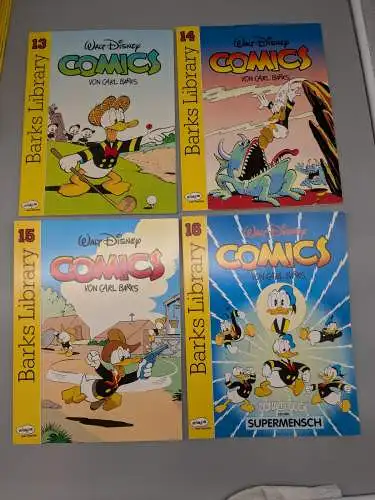 13
Barks Library
WALT DISNEY
COMICS
VON CARL BARKS
14
Barks Library
WALT DISNEY
COMICS
VON CARL BARKS
15
Barks Library
WALT DISNEY
COMICS
VON CARL BARKS
16
Barks Library
WALT DISNEY
COMICS
VON CARL BARKS
SUPERMENSCH